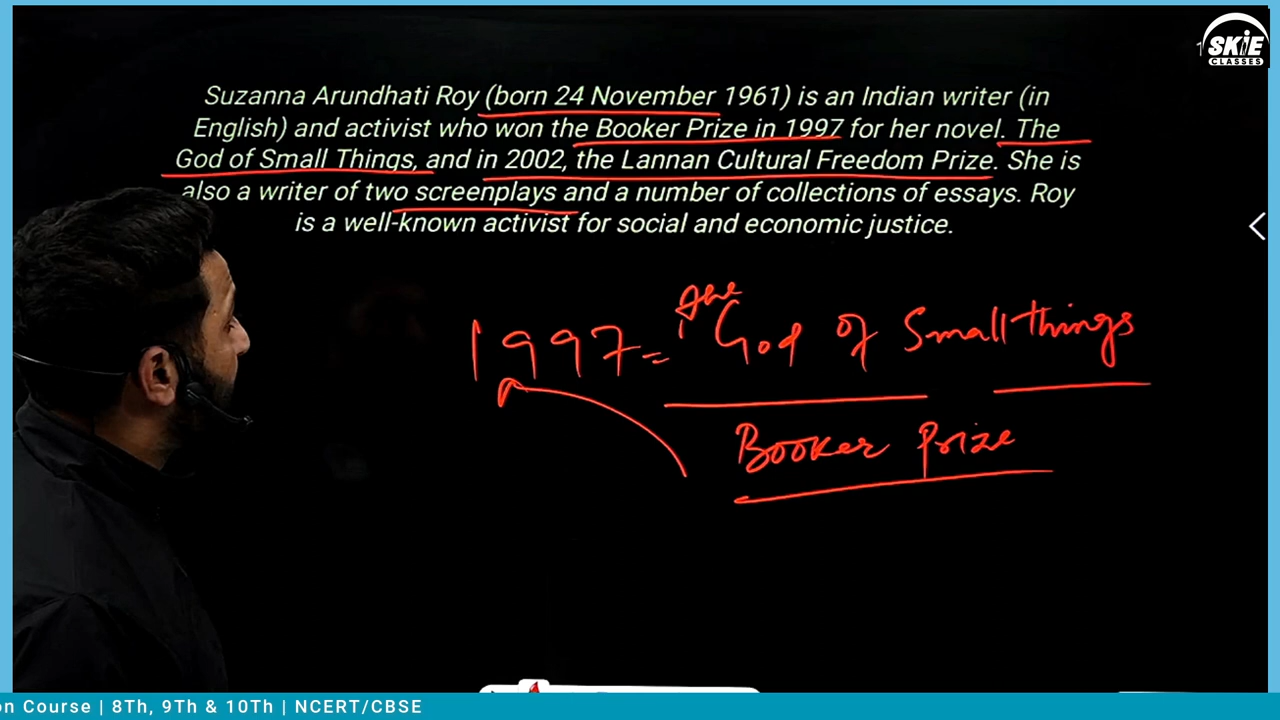 SKiE
CLASSES
Suzanna Arundhati Roy (born 24 November 1961) is an Indian writer (in
English) and activist who won the Booker Prize in 1997 for her novel. The
God of Small Things, and in 2002, the Lannan Cultural Freedom Prize. She is
also a writer of two screenplays and a number of collections of essays. Roy
is a well-known activist for social and economic justice.
the
1997 = God of Small things
Booker Prize
on Course | 8Th, 9Th & 10Th | NCERT/CBSE